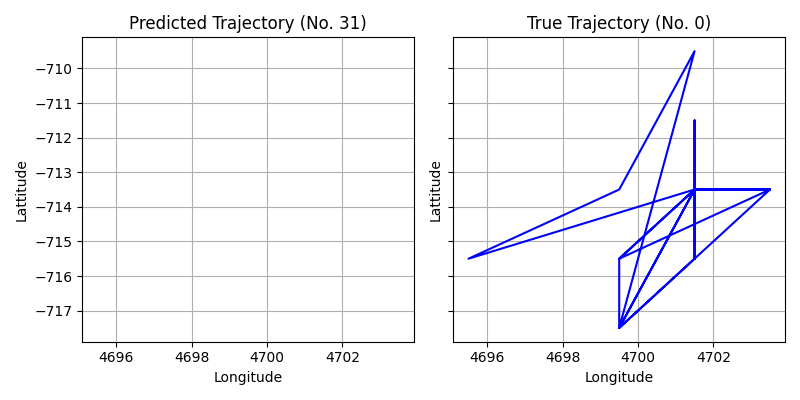 Predicted Trajectory (No. 31)
True Trajectory (No. 0)
Lattitude
−710
−711
−712
−713
−714
−715
−716
−717
4696
4698
4700
4702
Longitude
Lattitude
4696
4698
4700
4702
Longitude